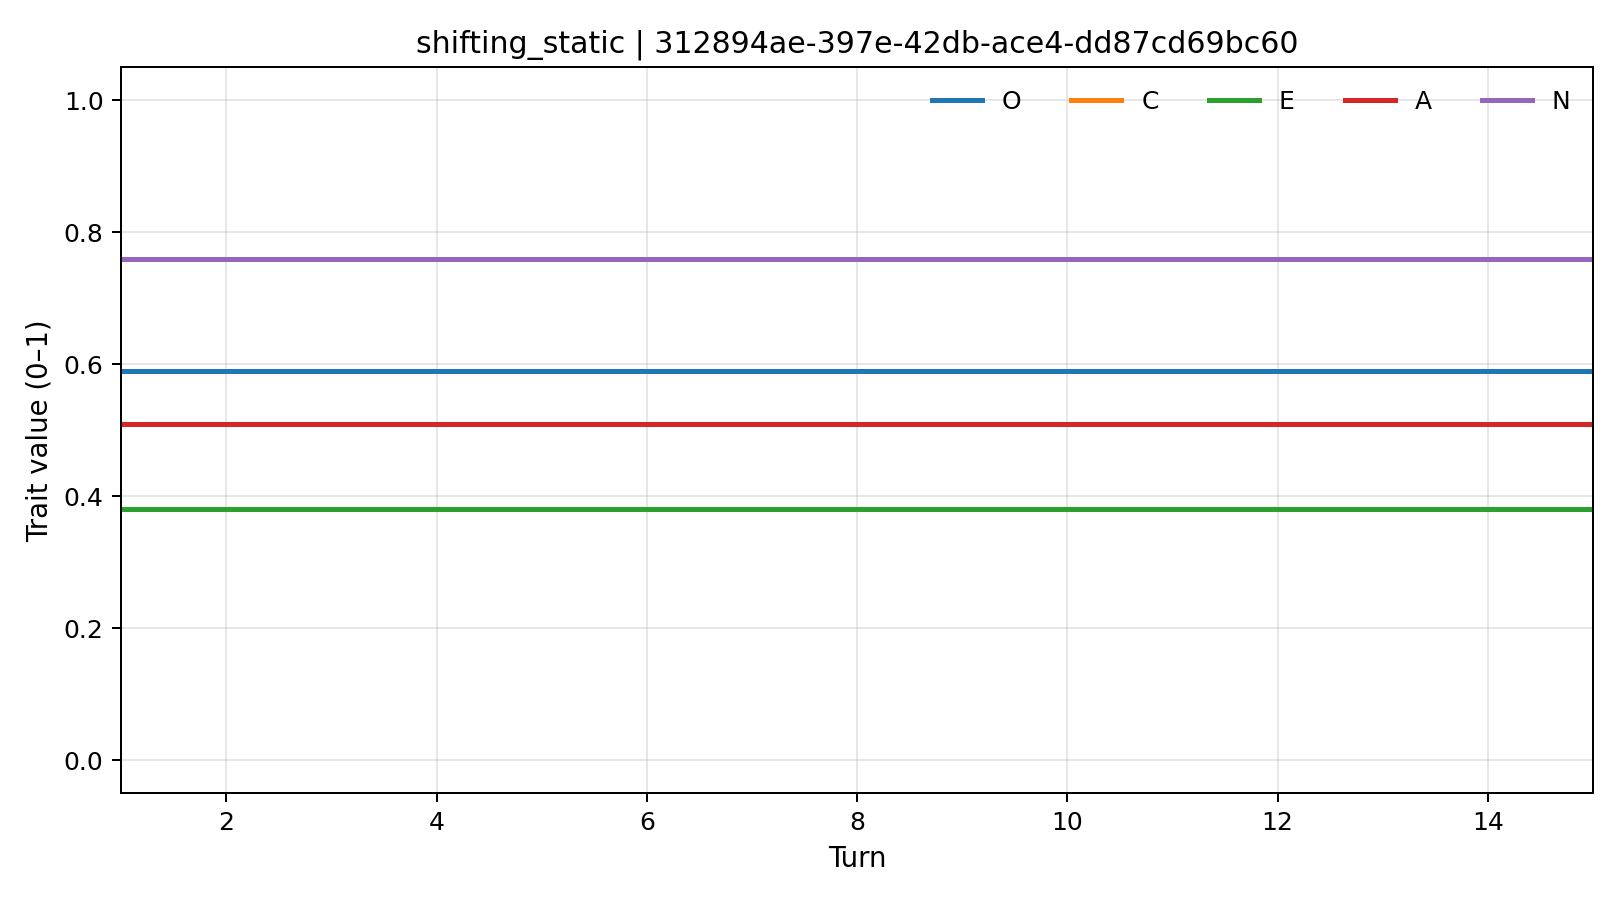 shifting_static | 312894ae-397e-42db-ace4-dd87cd69bc60
O C E A N
Trait value (0–1)
1.0
0.8
0.6
0.4
0.2
0.0
2 4 6 8 10 12 14
Turn